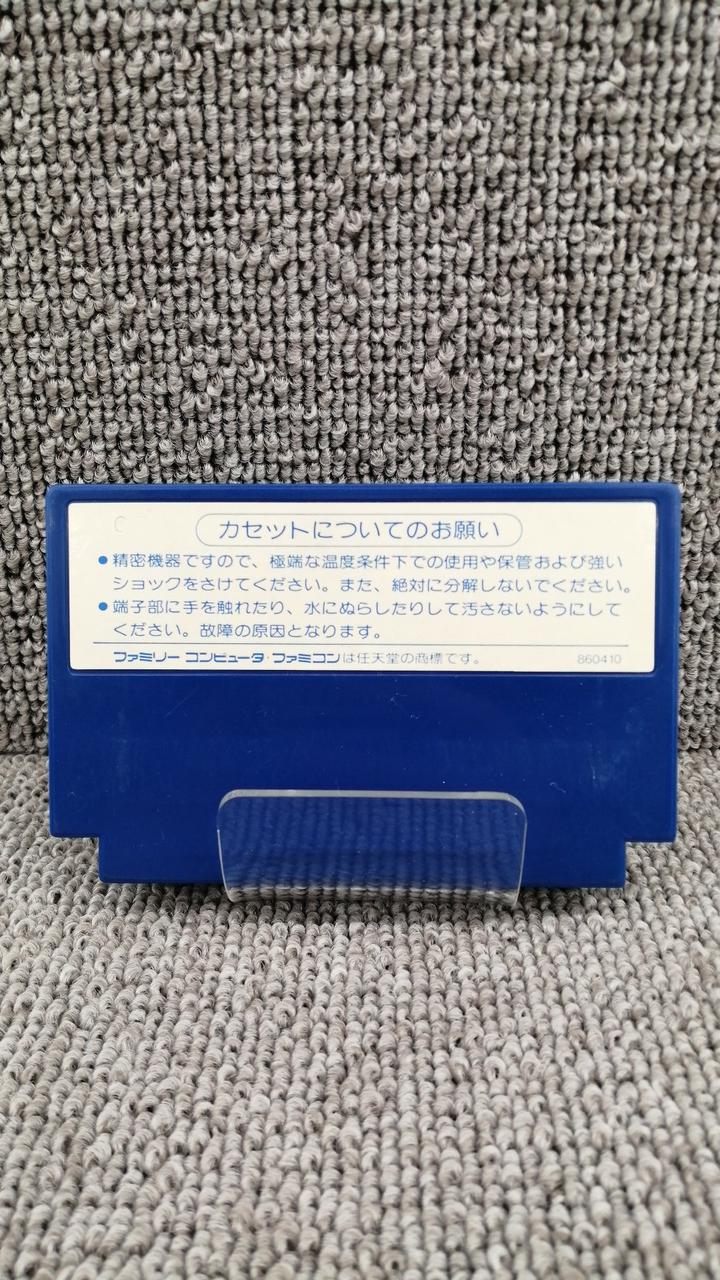 カセットについてのお願い
●精密機器ですので、極端な温度条件下での使用や保管および強い
ショックをさけてください。また、絶対に分解しないでください。
●端子部に手を触れたり、水にぬらしたりして汚さないようにして
ください。故障の原因となります。
ファミリーコンピュータ・ファミコンは任天堂の商標です。 860410